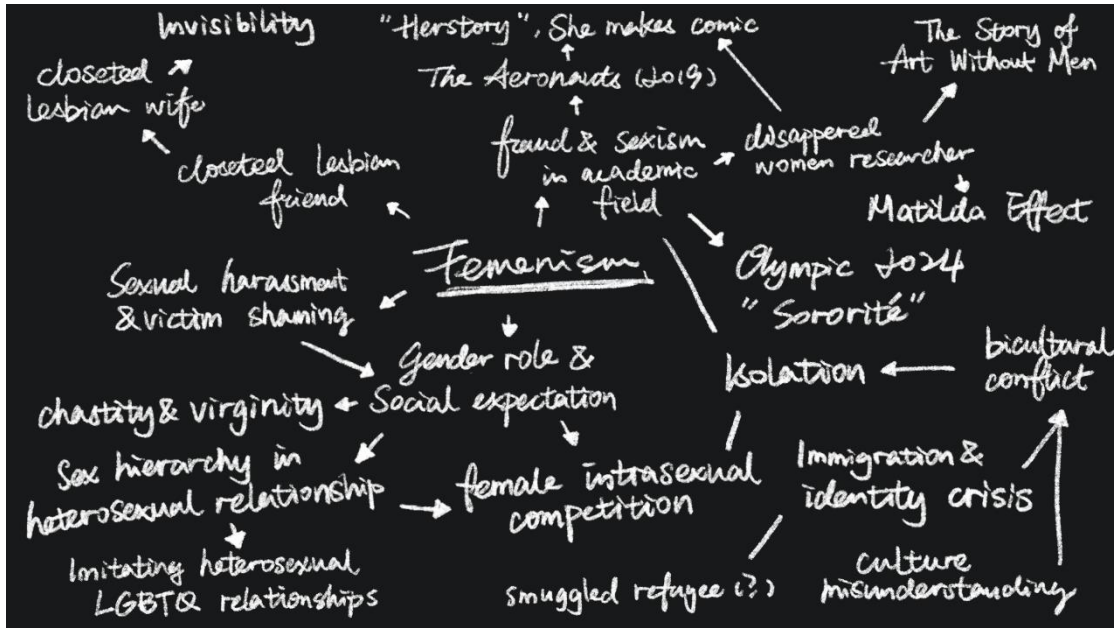 Invisibility
"Herstory", She makes comic
The Story of
Art Without Men
closeted
lesbian wife
The Aeronauts (2019)
fraud & sexism
in academic
field
disappered
women researcher
closeteed lesbian
friend
Matilda Effect
Femenism
Olympic 2024
"Sororité"
Sexual harassment
& victim shaming
Gender role &
Social expectation
Isolation
bicultural
conflict
chastity & virginity
Sex hierarchy in
heterosexual relationship
female intrasexual
competition
Immigration &
identity crisis
Imitating heterosexual
LGBTQ relationships
smuggled refugee (?)
culture
misunderstanding